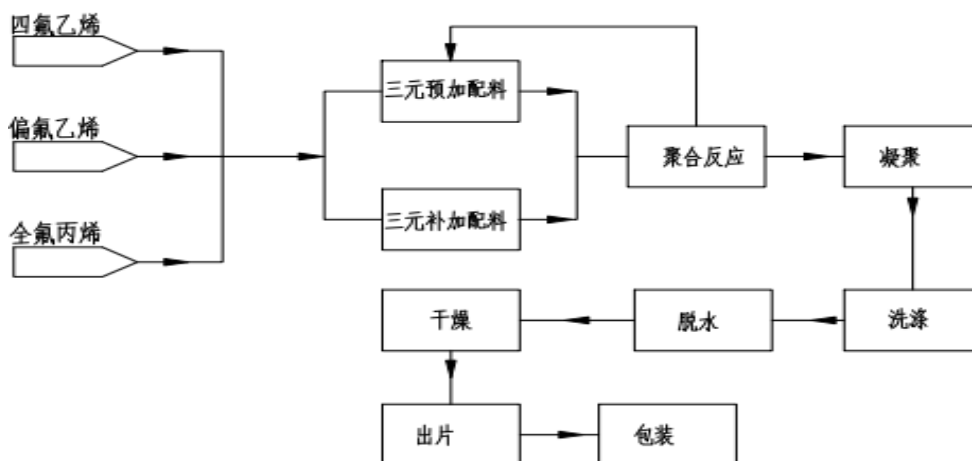 四氟乙烯
偏氟乙烯
全氟丙烯
三元预加配料
三元补加配料
聚合反应
凝聚
洗涤
脱水
干燥
出片
包装